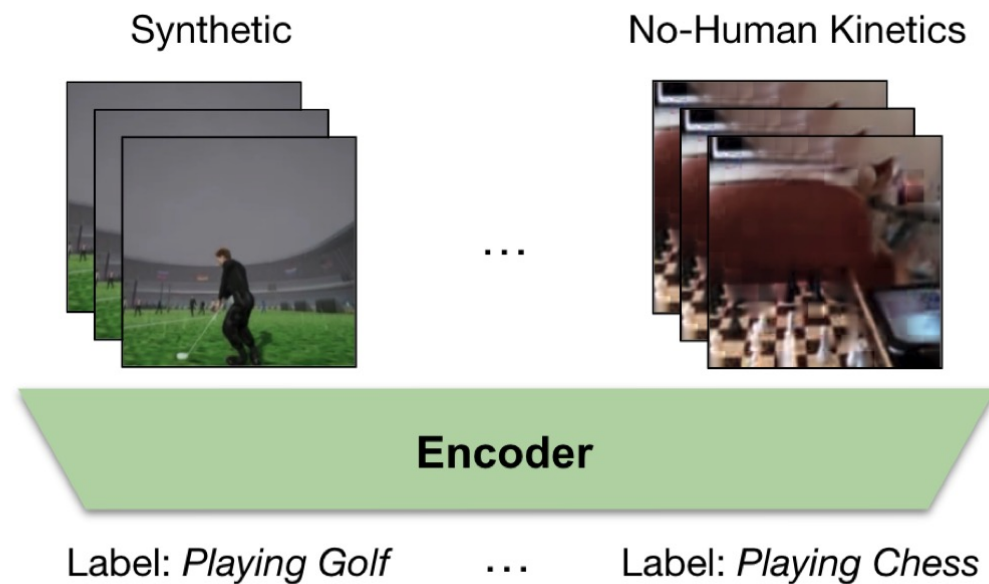 Synthetic
No-Human Kinetics
...
Encoder
Label: Playing Golf
...
Label: Playing Chess